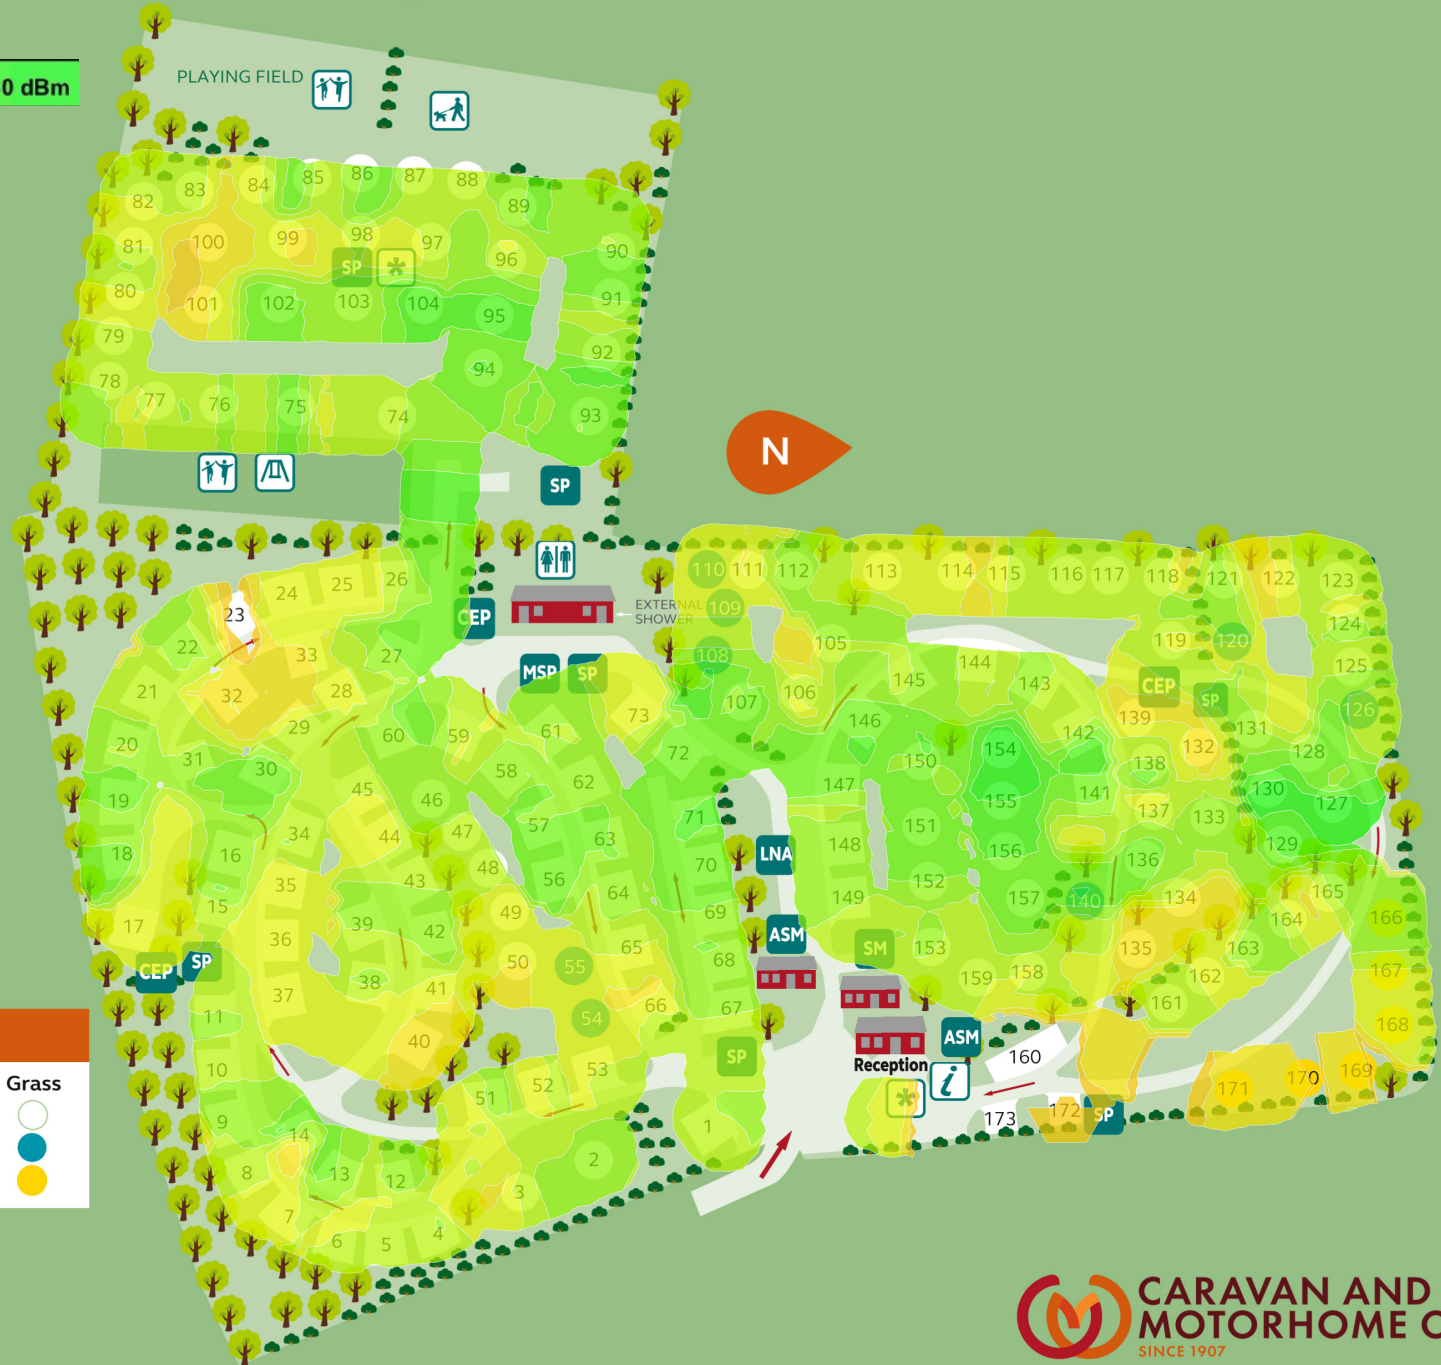 0 dBm
PLAYING FIELD
82 83 84 85 86 87 88 89
81 100 99 98 97 96 90
SP *
80 101 102 103 104 95 91
79 94 92
78 77 76 75 74 93
SP
N
110 111 112 113 114 115 116 117 118 121 122 123
23 24 25 26
CEP
EXTERNAL
SHOWER
109
22 33 27 108 105 119 120 124
MSP SP
21 32 28 107 106 145 144 143 CEP SP 125
20 29 60 59 61 73 146 139 131 126
31 30 58 62 72 150 154 142 132 128
19 45 46 147 155 141 138 130 127
18 16 34 44 47 57 63 71 151 137 133 129
LNA
35 43 48 56 70 148 156 136
17 15 39 49 64 69 149 152 157 140 134 165
36 42 ASM SM 164 166
CEP SP 50 55 65 68 153 135 163
37 38 41 66 67 159 158 162 167
11 40 54 161 168
SP ASM
Reception i 160
10 51 52 53 171 170 169
*
9 14 1 173 172 SP
8 13 12 2
7 3
6 5 4
Grass
CARAVAN AND
MOTORHOME C
SINCE 1907